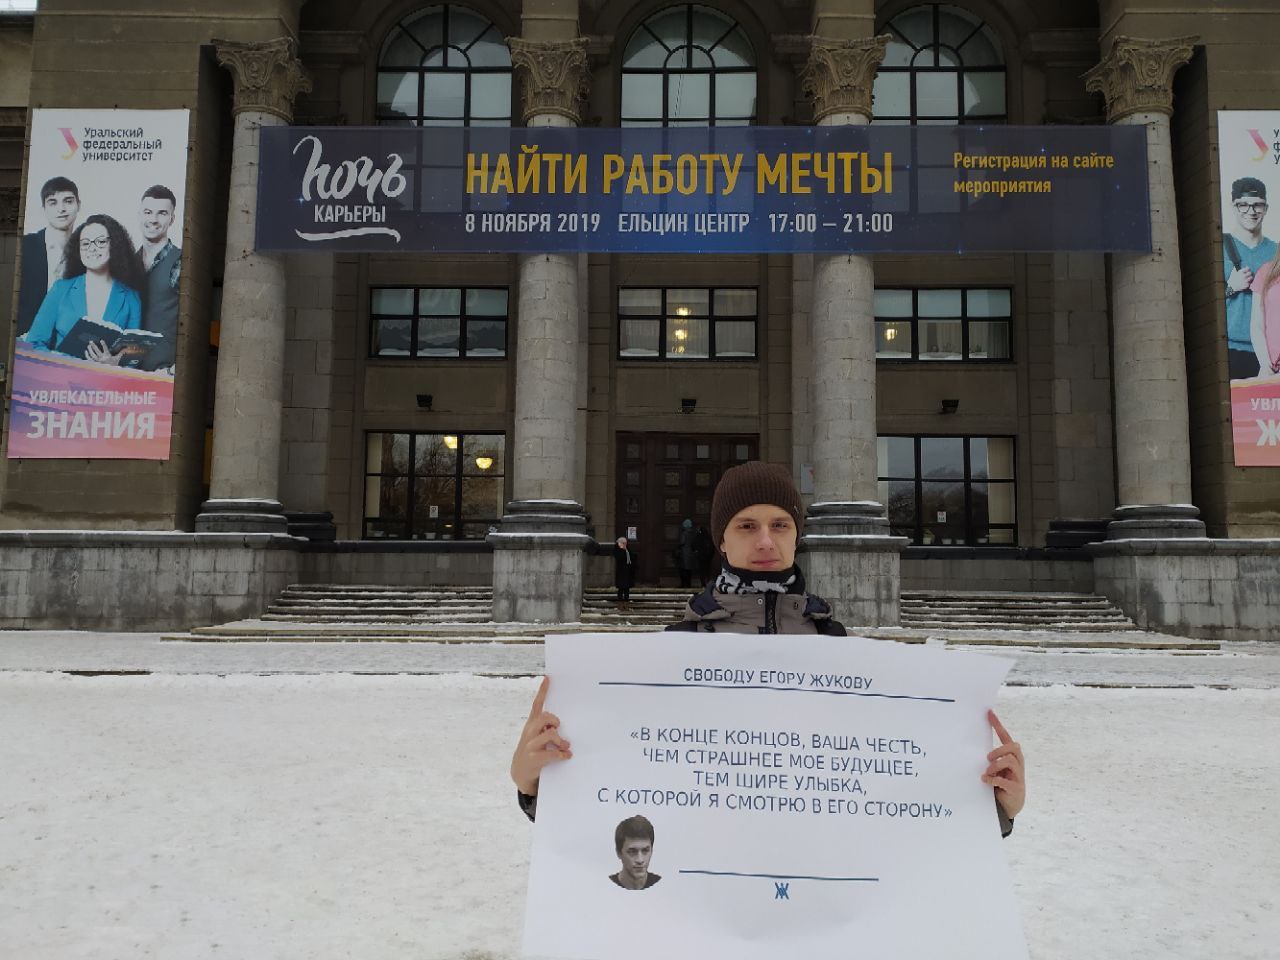 Уральский
федеральный
университет
УВЛЕКАТЕЛЬНЫЕ
ЗНАНИЯ
Ночь
КАРЬЕРЫ
НАЙТИ РАБОТУ МЕЧТЫ
8 НОЯБРЯ 2019 ЕЛЬЦИН ЦЕНТР 17:00 – 21:00
Регистрация на сайте
мероприятия
СВОБОДУ ЕГОРУ ЖУКОВУ
«В КОНЦЕ КОНЦОВ, ВАША ЧЕСТЬ,
ЧЕМ СТРАШНЕЕ МОЕ БУДУЩЕЕ,
ТЕМ ШИРЕ УЛЫБКА,
С КОТОРОЙ Я СМОТРЮ В ЕГО СТОРОНУ»
Ж